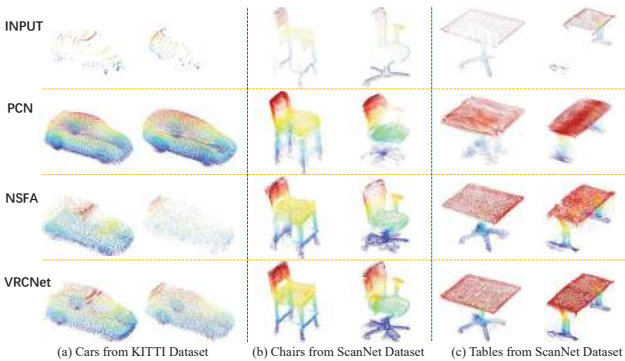 INPUT
PCN
NSFA
VRCNet
(a) Cars from KITTI Dataset (b) Chairs from ScanNet Dataset (c) Tables from ScanNet Dataset